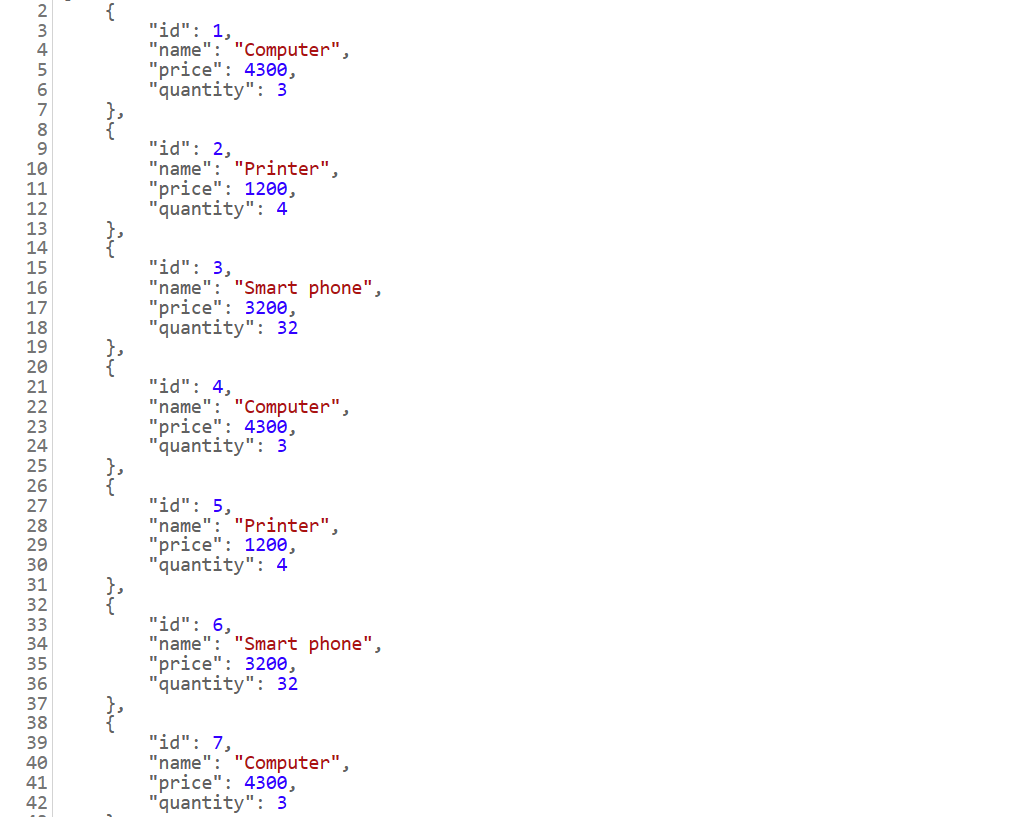 2 {
3 "id": 1,
4 "name": "Computer",
5 "price": 4300,
6 "quantity": 3
7 },
8 {
9 "id": 2,
10 "name": "Printer",
11 "price": 1200,
12 "quantity": 4
13 },
14 {
15 "id": 3,
16 "name": "Smart phone",
17 "price": 3200,
18 "quantity": 32
19 },
20 {
21 "id": 4,
22 "name": "Computer",
23 "price": 4300,
24 "quantity": 3
25 },
26 {
27 "id": 5,
28 "name": "Printer",
29 "price": 1200,
30 "quantity": 4
31 },
32 {
33 "id": 6,
34 "name": "Smart phone",
35 "price": 3200,
36 "quantity": 32
37 },
38 {
39 "id": 7,
40 "name": "Computer",
41 "price": 4300,
42 "quantity": 3